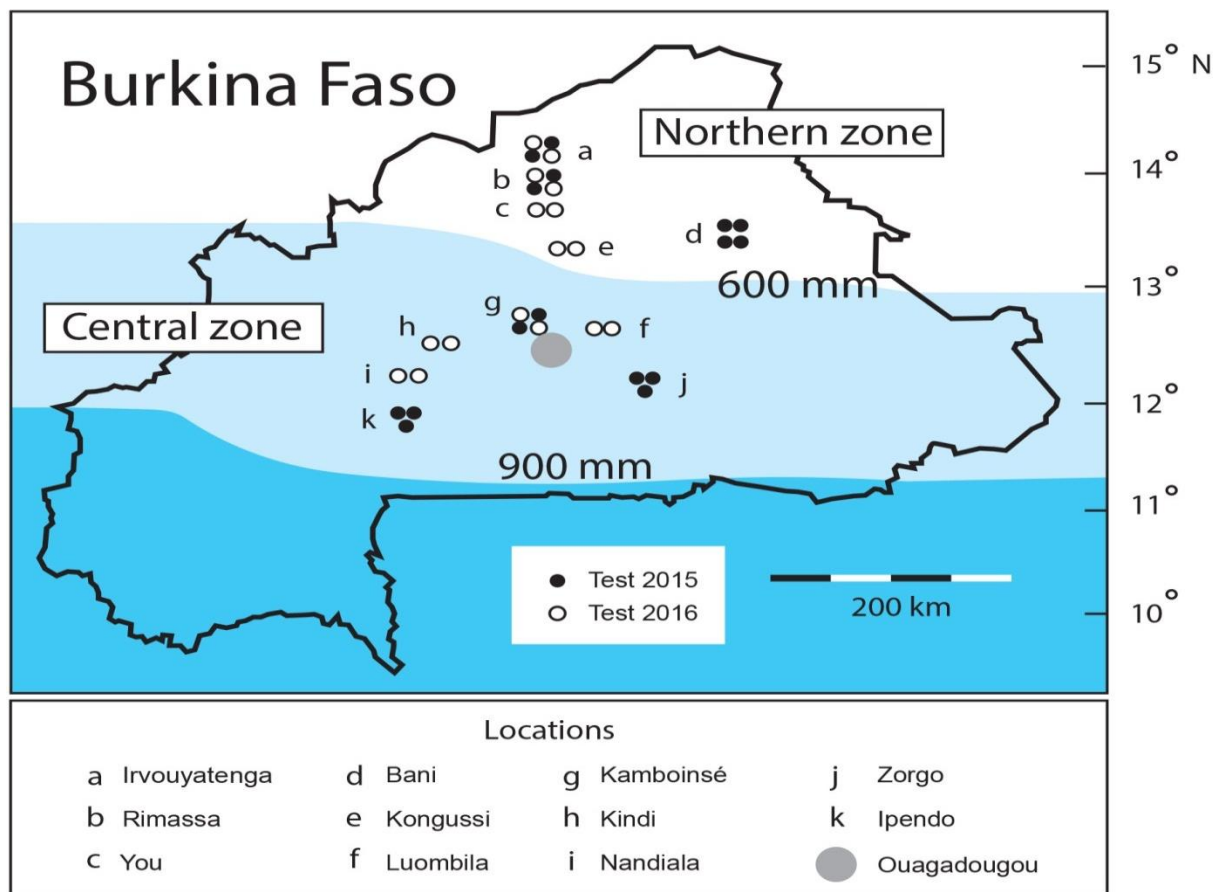 Burkina Faso
15° N
Northern zone
a
14°
b
c
d
e
13°
600 mm
Central zone
g
h
f
i
j
12°
k
900 mm
11°
Test 2015
Test 2016
200 km
10°
Locations
a Irvouyatenga d Bani g Kamboinsé j Zorgo
b Rimassa e Kongussi h Kindi k Ipendo
c You f Luombila i Nandiala Ouagadougou